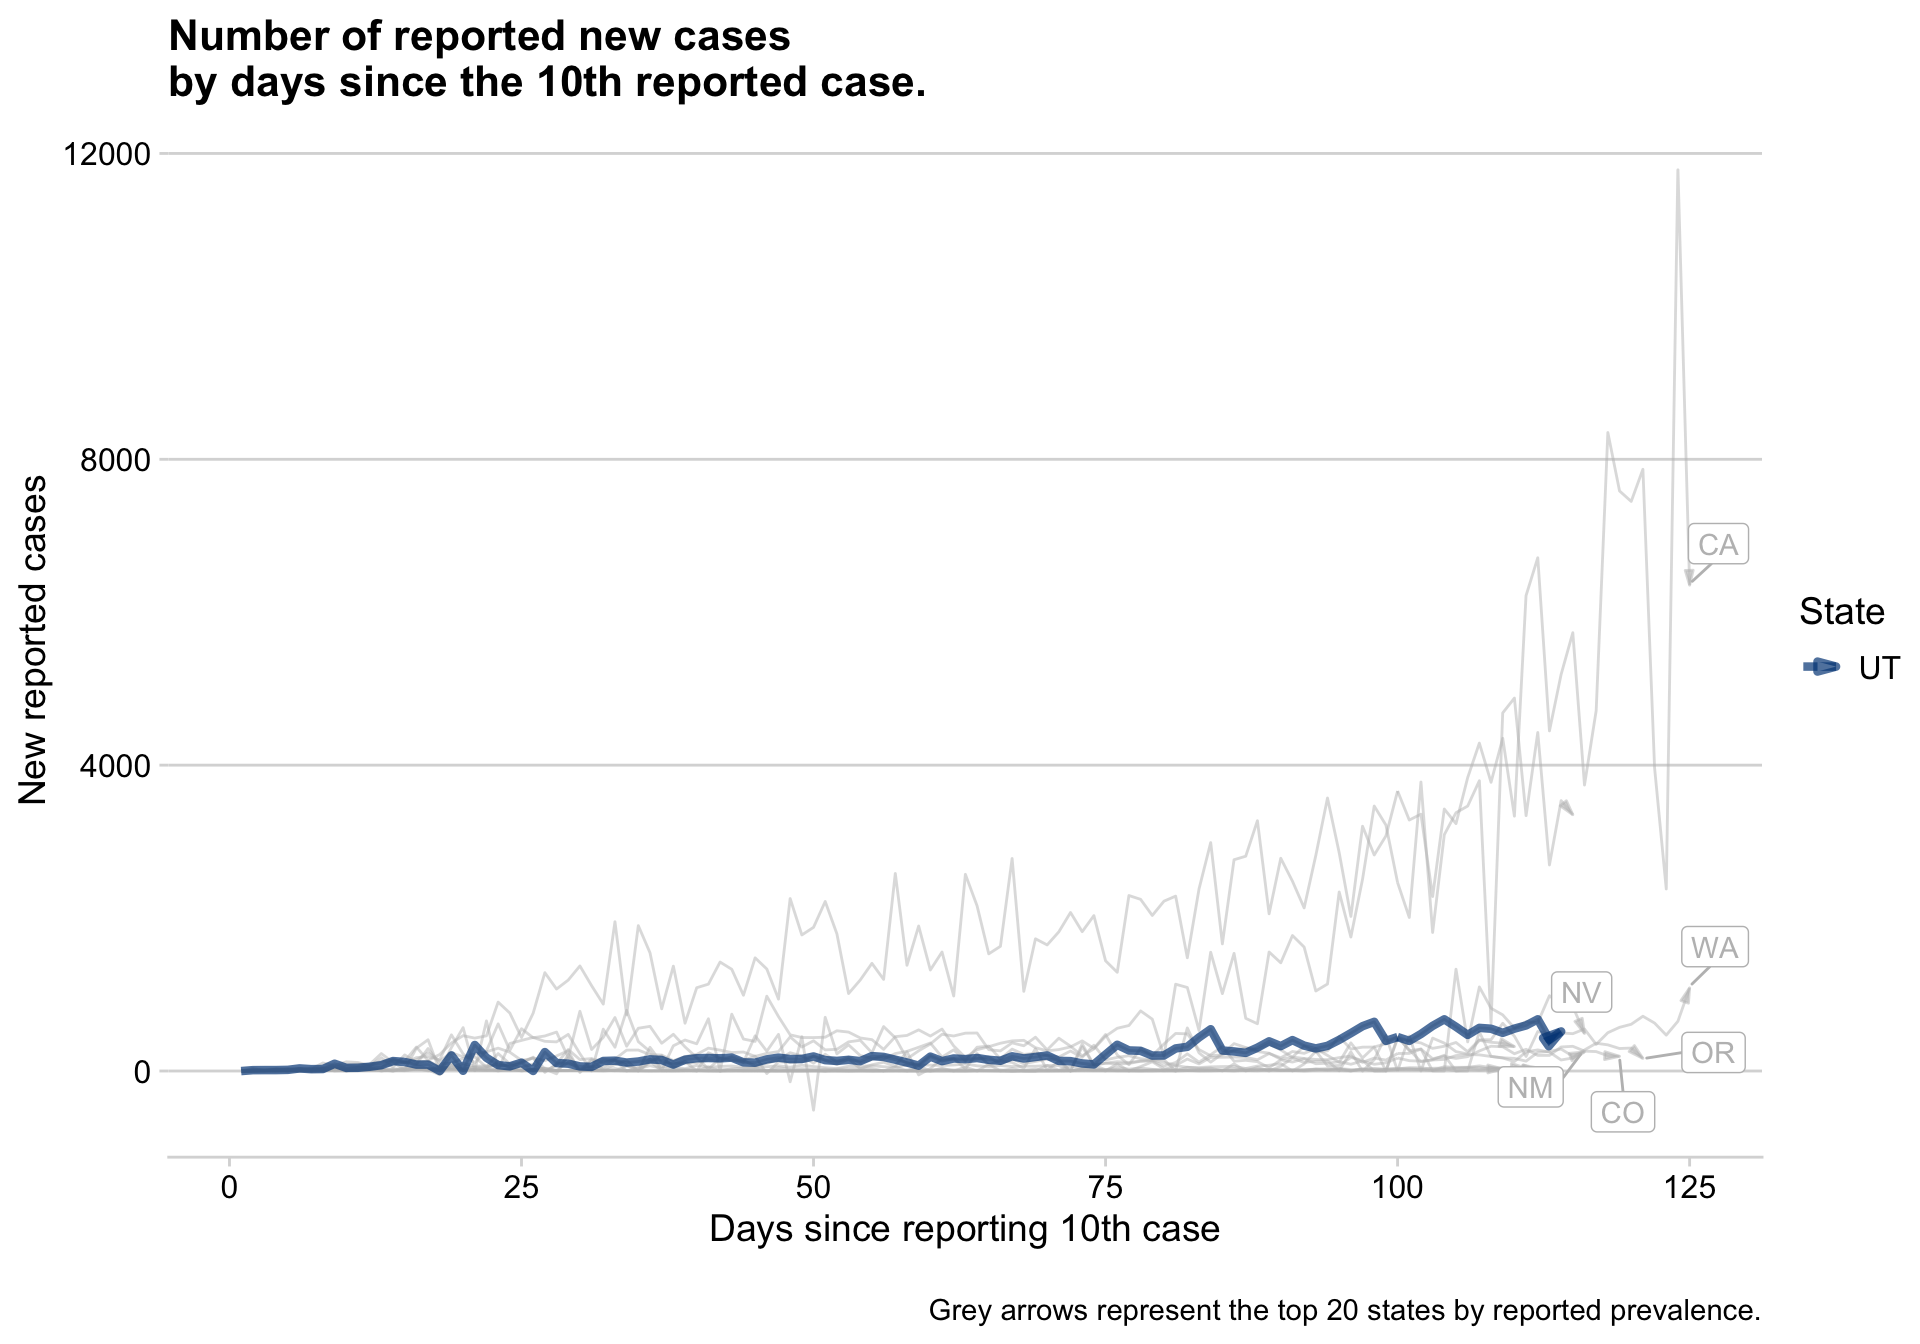 Number of reported new cases
by days since the 10th reported case.
12000
8000
4000
0
New reported cases
CA
WA
NV
OR
NM
CO
State
UT
0
25
50
75
100
125
Days since reporting 10th case
Grey arrows represent the top 20 states by reported prevalence.